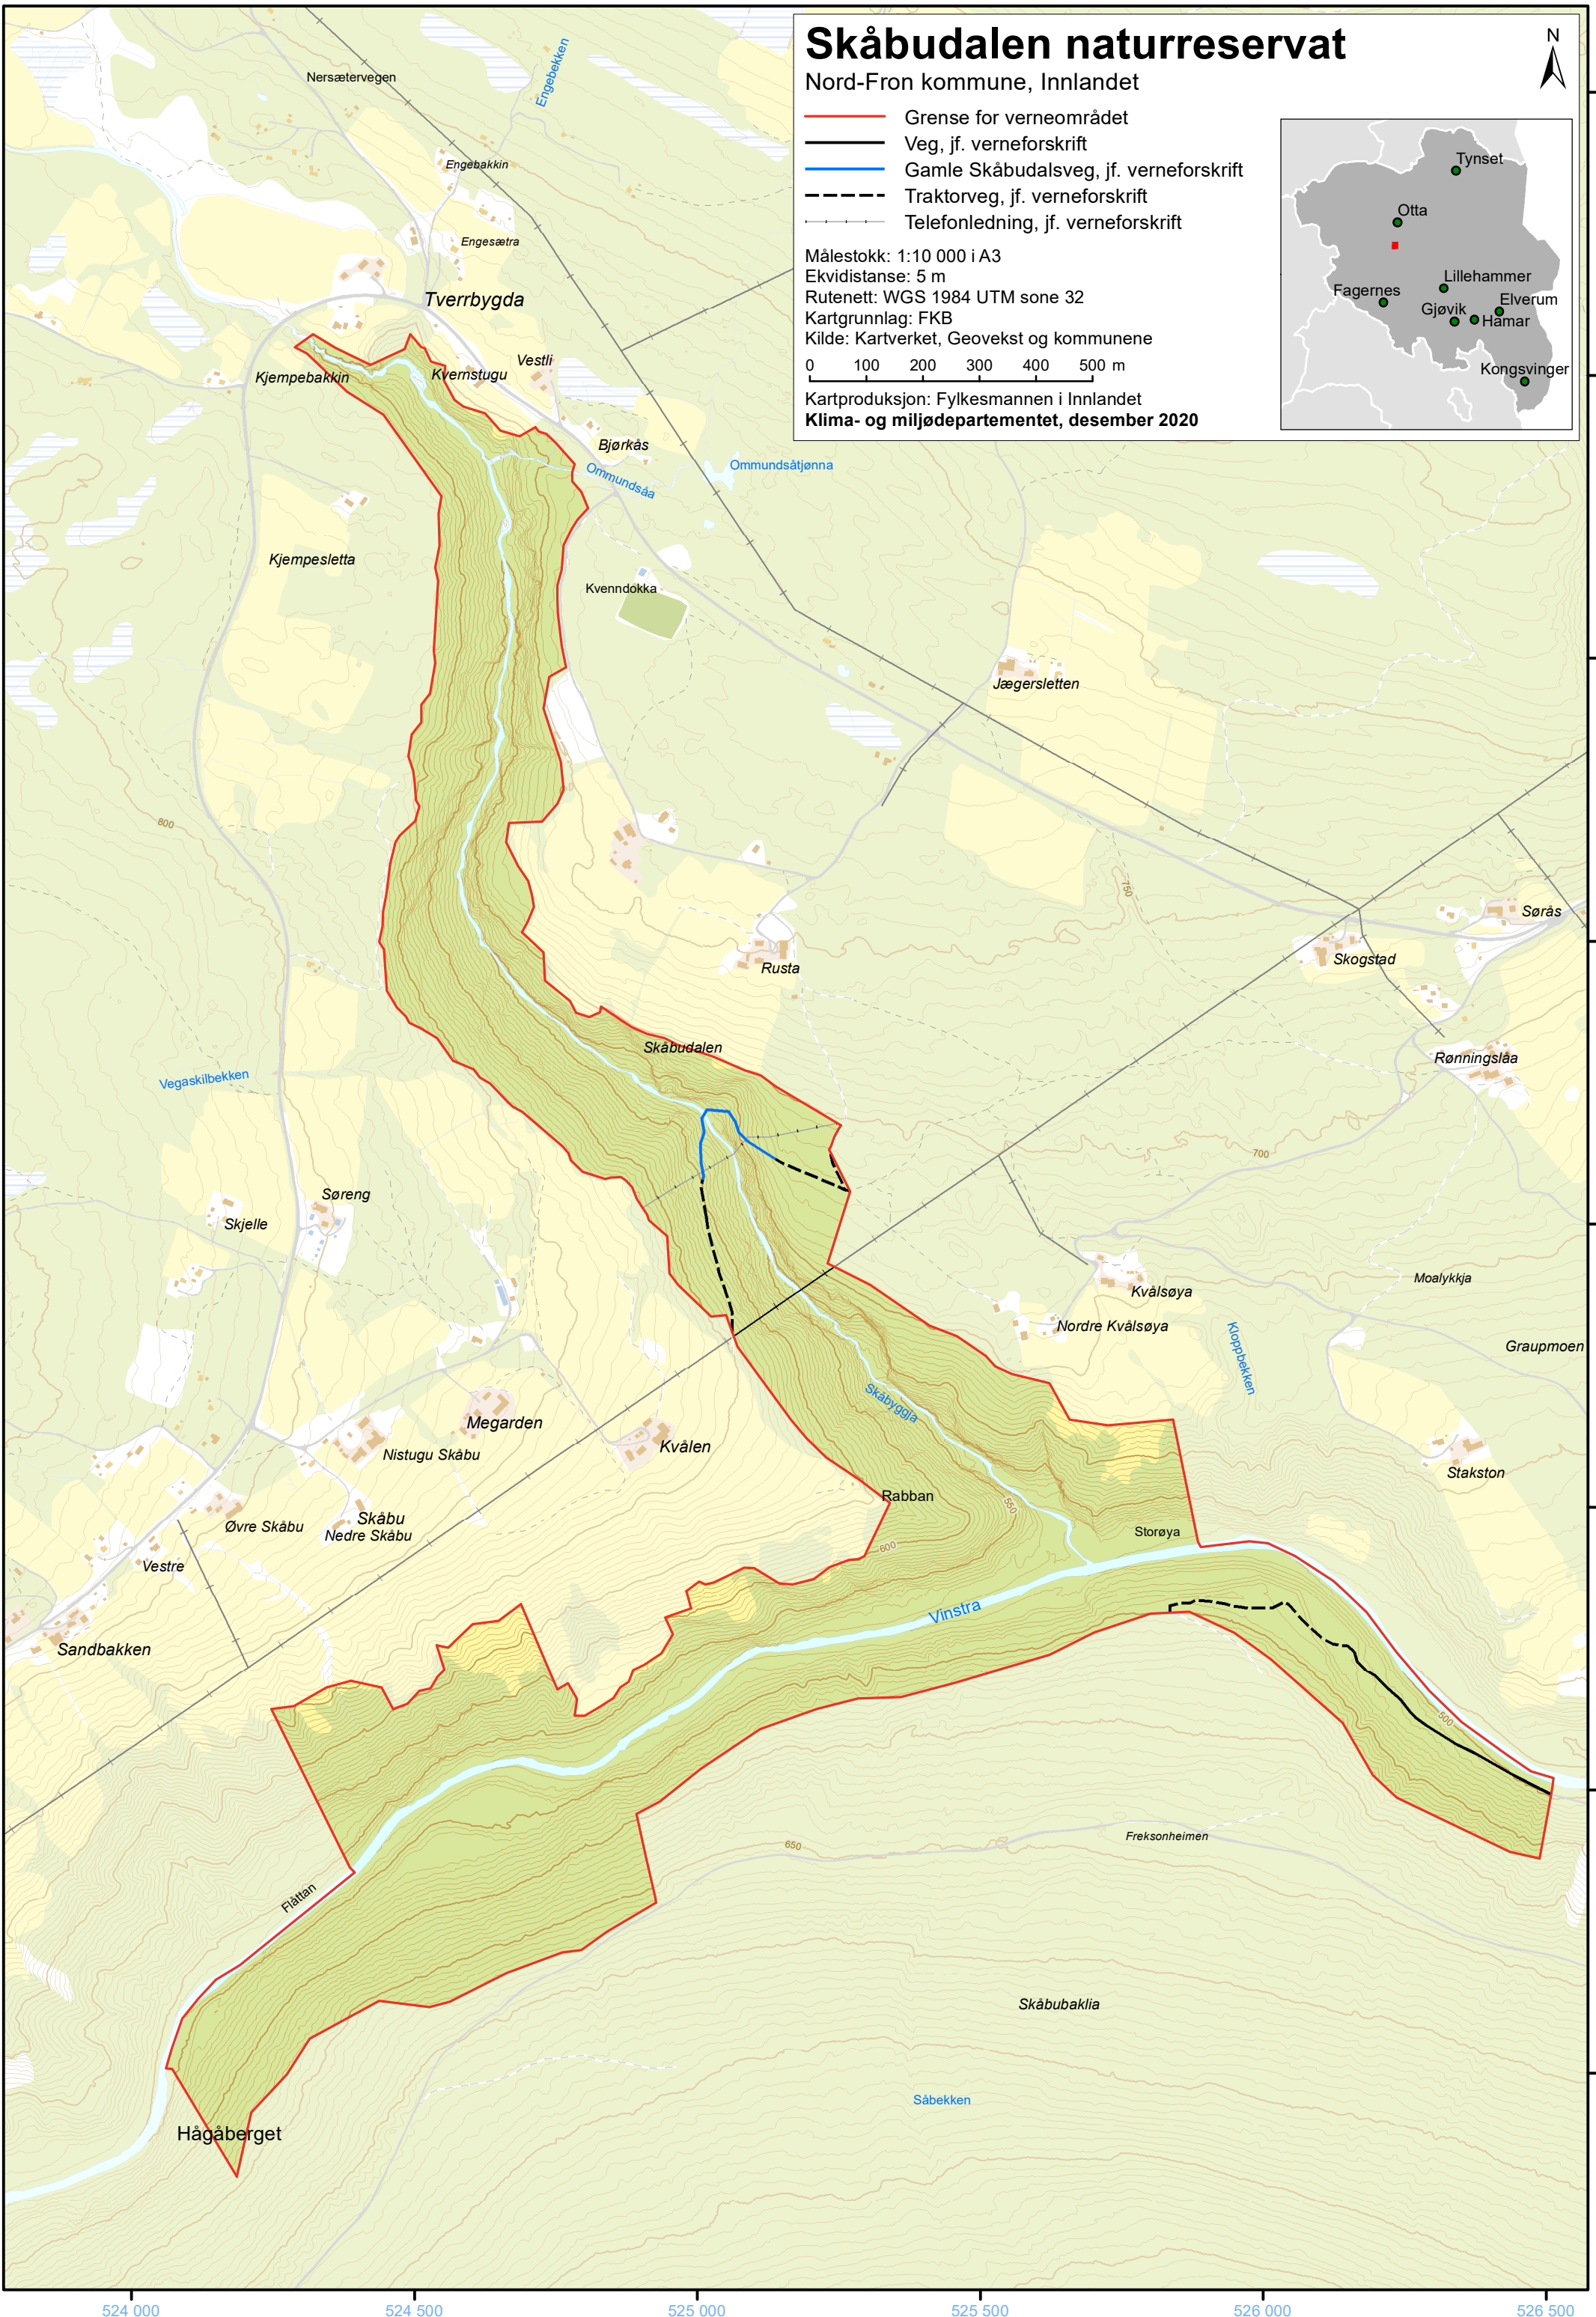 Skåbudalen naturreservat
Nord-Fron kommune, Innlandet
N
Grense for verneområdet
Veg, jf. verneforskrift
Gamle Skåbudalsveg, jf. verneforskrift
Traktorveg, jf. verneforskrift
Telefonledning, jf. verneforskrift
Målestokk: 1:10 000 i A3
Ekvidistanse: 5 m
Rutenett: WGS 1984 UTM sone 32
Kartgrunnlag: FKB
Kilde: Kartverket, Geovekst og kommunene
0 100 200 300 400 500 m
Kartproduksjon: Fylkesmannen i Innlandet
Klima- og miljødepartementet, desember 2020
Tynset
Otta
Lillehammer
Fagernes
Elverum
Gjøvik
Hamar
Kongsvinger
Nersætervegen
Engebekken
Engebakkin
Engesætra
Tverrbygda
Vestli
Kjempebakkin
Kvernstugu
Bjørkås
Ommundsåa
Ommundsåtjønna
Kjempesletta
Kvenndokka
Jægersletten
800
750
Sørås
Skogstad
Rusta
Skåbudalen
Rønningslaa
Vegaskilbekken
700
Søreng
Skjelle
Moalykkja
Kvålsøya
Nordre Kvålsøya
Kloppbekken
Graupmoen
Skåbyggja
Megarden
Kvålen
Nistugu Skåbu
Stakston
Rabban
550
Skåbu
Øvre Skåbu
Nedre Skåbu
Storøya
600
Vestre
Vinstra
Sandbakken
500
Freksonheimen
650
Flåttan
Skåbubaklia
Såbekken
Hågåberget
524 000
524 500
525 000
525 500
526 000
526 500